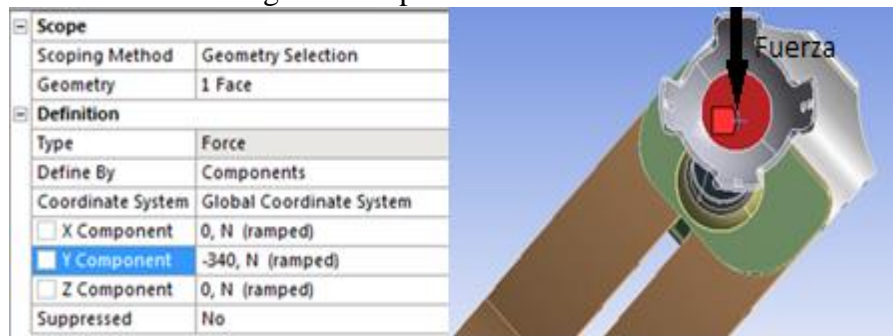 Scope
Scoping Method Geometry Selection
Geometry 1 Face
Definition
Type Force
Define By Components
Coordinate System Global Coordinate System
X Component 0, N (ramped)
Y Component -340, N (ramped)
Z Component 0, N (ramped)
Suppressed No
Fuerza